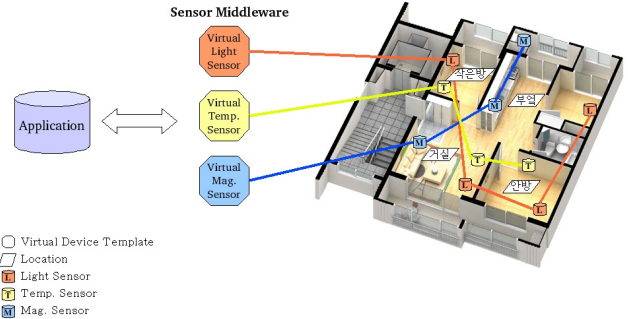 Sensor Middleware
Virtual
Light
Sensor
Virtual
Temp.
Sensor
Virtual
Mag.
Sensor
Application
M
L
작은방
T
M
부엌
L
M
거실
T
T
L
안방
L
Virtual Device Template
Location
L Light Sensor
T Temp. Sensor
M Mag. Sensor